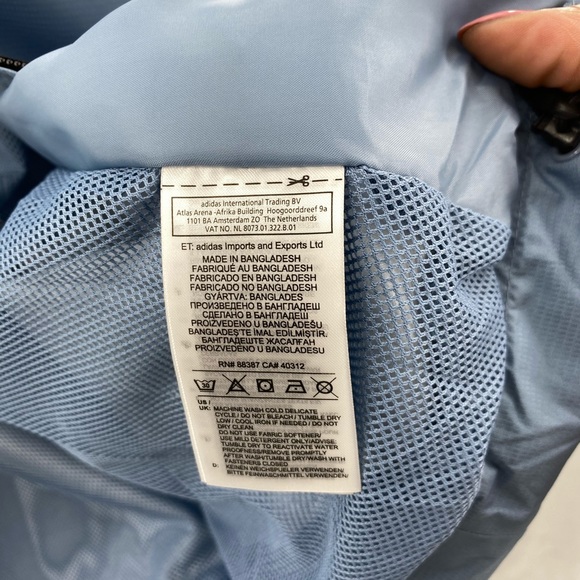 adidas International Trading BV
Atlas Arena -Afrika Building Hoogoorddreef 9a
1101 BA Amsterdam ZO The Netherlands
VAT NO. NL 8073.01.322.B.01
ET: adidas Imports and Exports Ltd
MADE IN BANGLADESH
FABRIQUÉ AU BANGLADESH
FABRICADO EN BANGLADESH
FABRICADO NO BANGLADESH
GYÁRTVA: BANGLADES
ПРОИЗВЕДЕНО В БАНГЛАДЕШ
СДЕЛАНО В БАНГЛАДЕШ
PROIZVEDENO U BANGLADEŠU
BANGLADEŞ'TE İMAL EDİLMİŞTİR.
БАНГЛАДЕШТЕ ЖАСАЛҒАН
PROIZVEDENO U BANGLADEŠ
RN# 88387 CA# 40312
30
US /
UK: MACHINE WASH COLD DELICATE
CYCLE / DO NOT BLEACH / TUMBLE DRY
LOW / COOL IRON IF NEEDED / DO NOT
DRY CLEAN.
DO NOT USE FABRIC SOFTENER/
USE MILD DETERGENT ONLY/ADVISE:
TUMBLE DRY TO REACTIVATE WATER
PROOFNESS/REMOVE PROMPTLY
AFTER WASH/TUMBLE DRY/WASH WITH
FASTENERS CLOSED
D: KEINEN WEICHSPUELER VERWENDEN/
BITTE FEINWASCHMITTEL VERWENDEN/